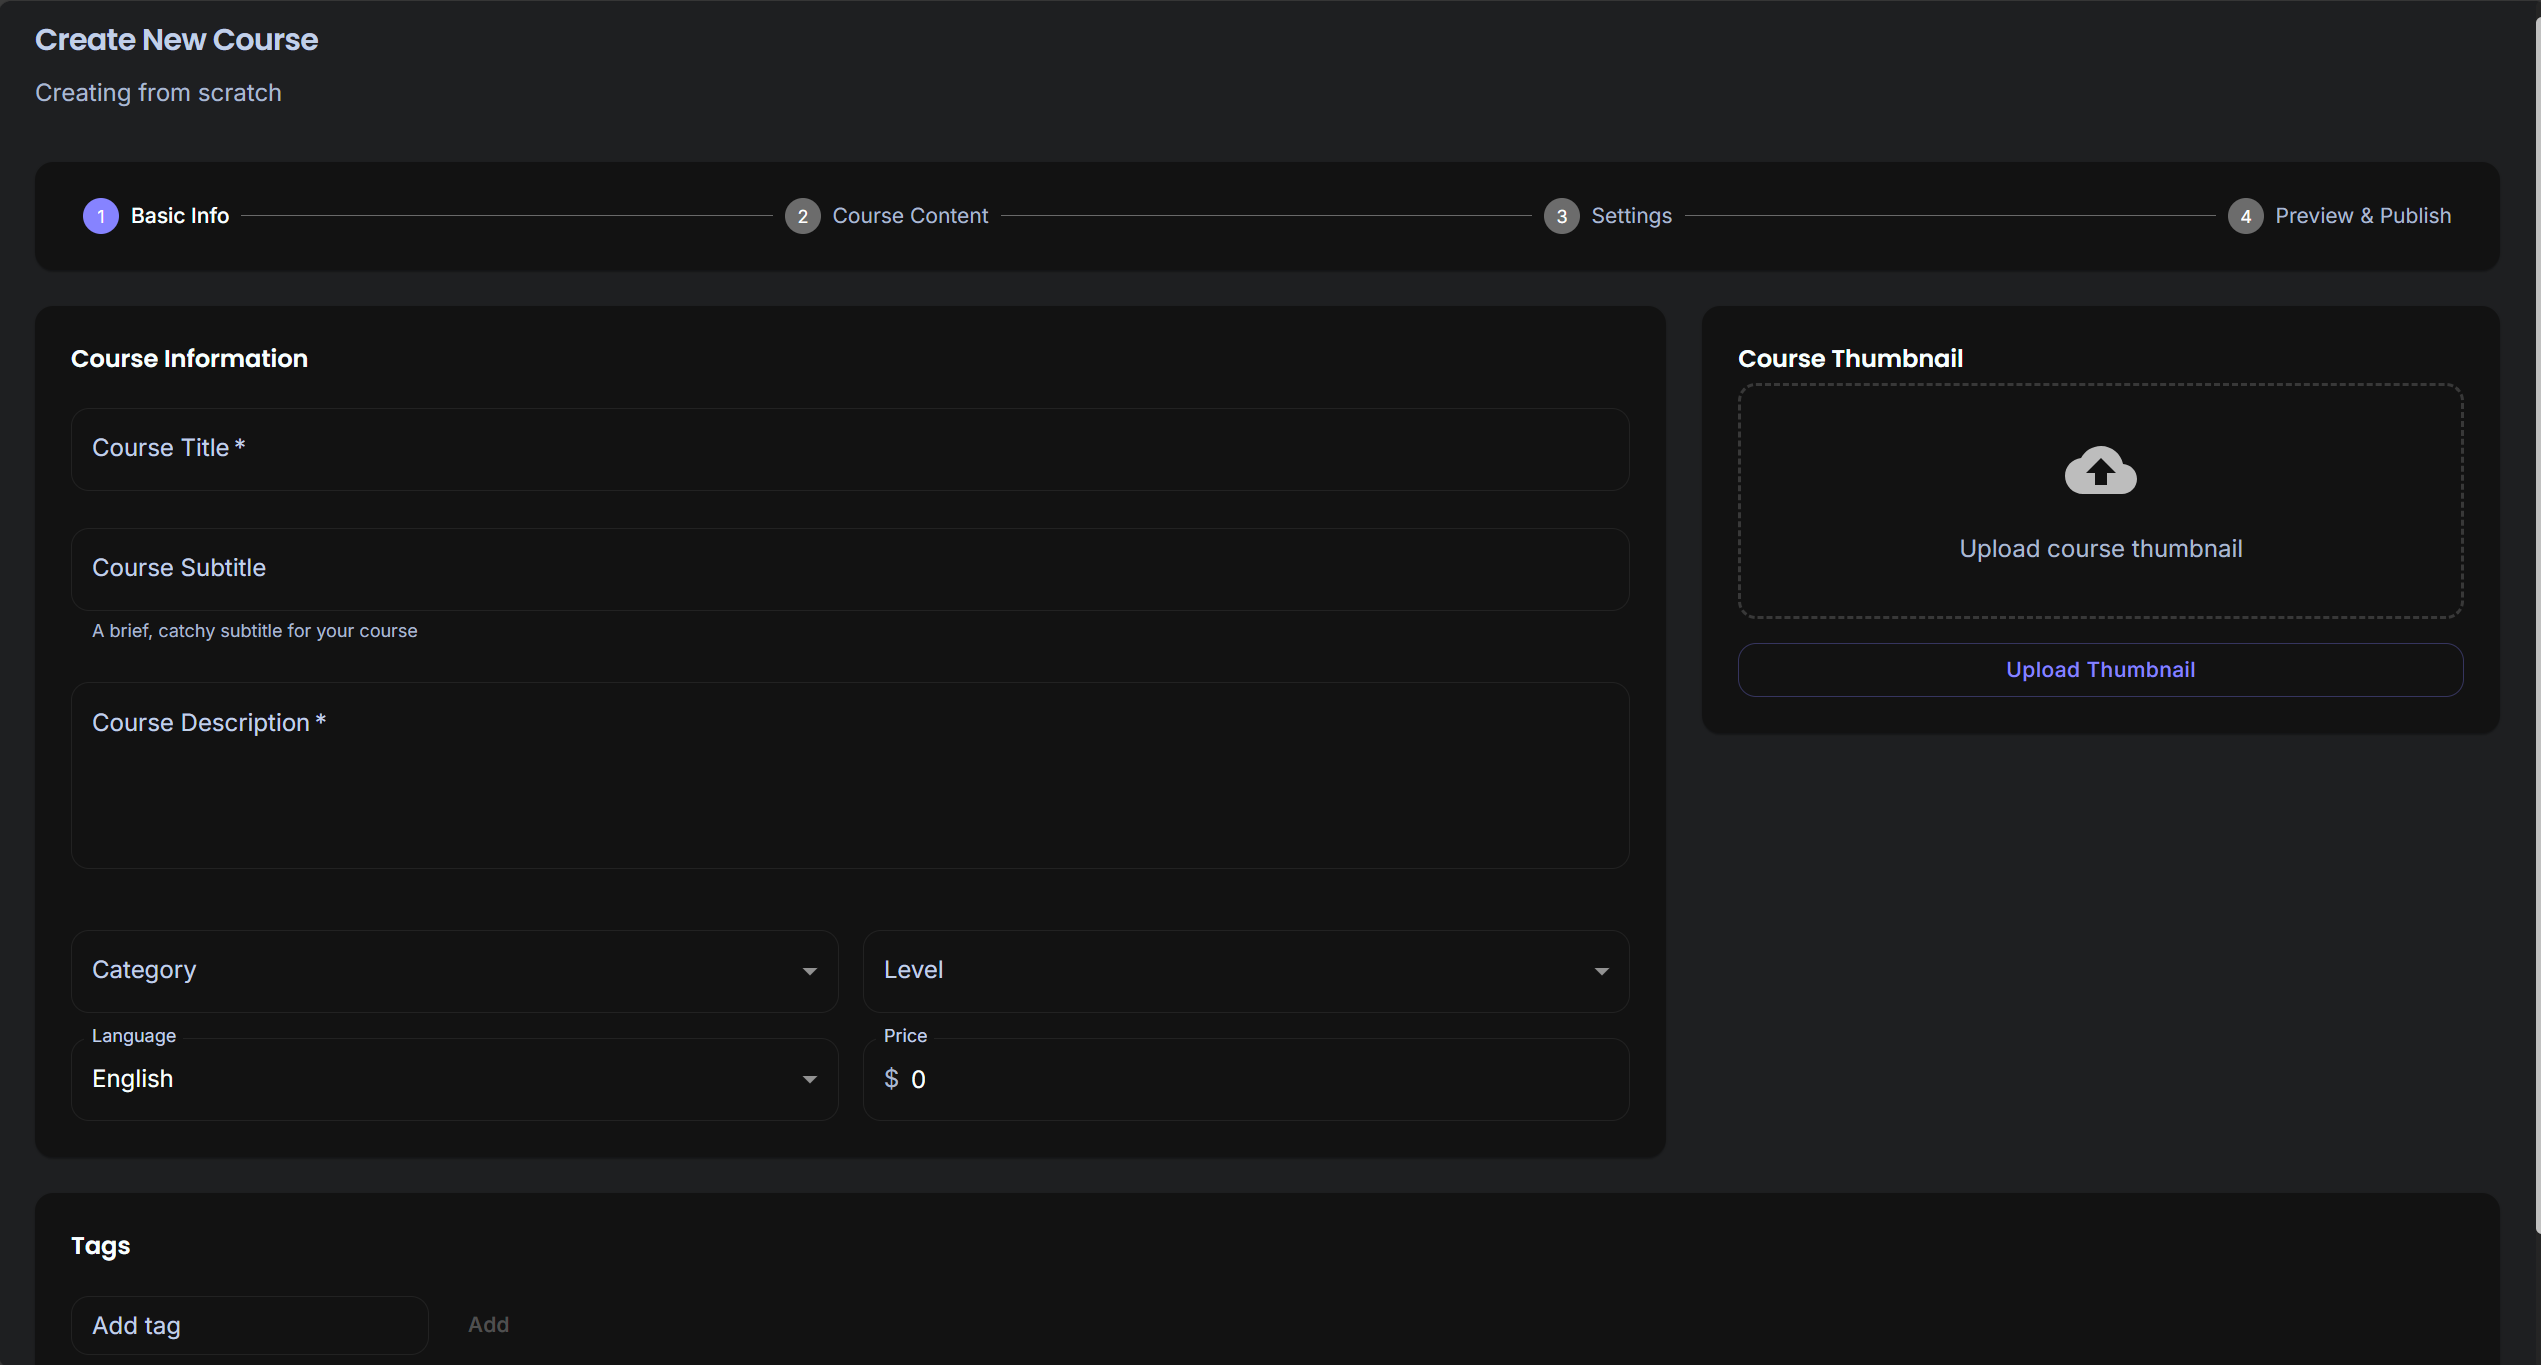 Create New Course
Creating from scratch
1 Basic Info 2 Course Content 3 Settings 4 Preview & Publish
Course Information
Course Title *
Course Subtitle
A brief, catchy subtitle for your course
Course Description *
Category
Level
Language
English
Price
$ 0
Course Thumbnail
Upload course thumbnail
Upload Thumbnail
Tags
Add tag
Add